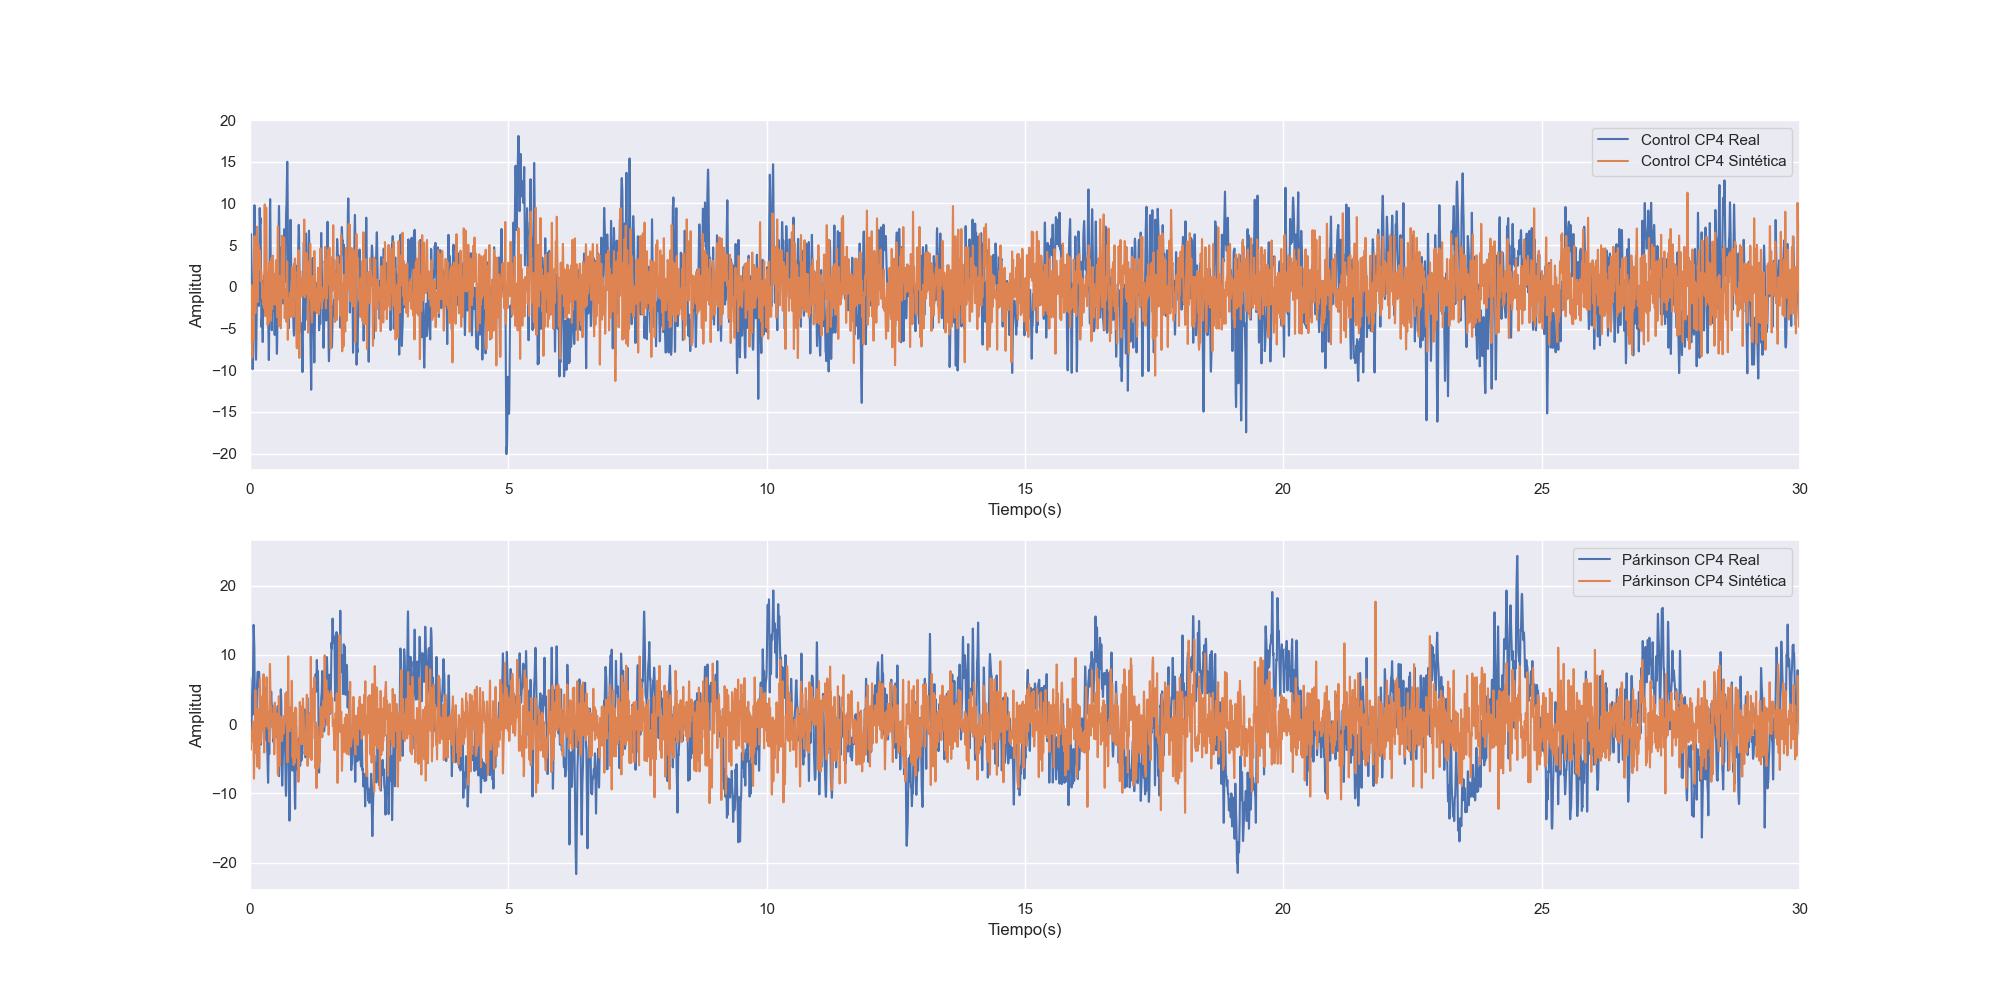 20
15
10
5
0
−5
−10
−15
−20
Amplitud
Control CP4 Real
Control CP4 Sintética
0 5 10 15 20 25 30
Tiempo(s)
20
10
0
−10
−20
Amplitud
Párkinson CP4 Real
Párkinson CP4 Sintética
0 5 10 15 20 25 30
Tiempo(s)